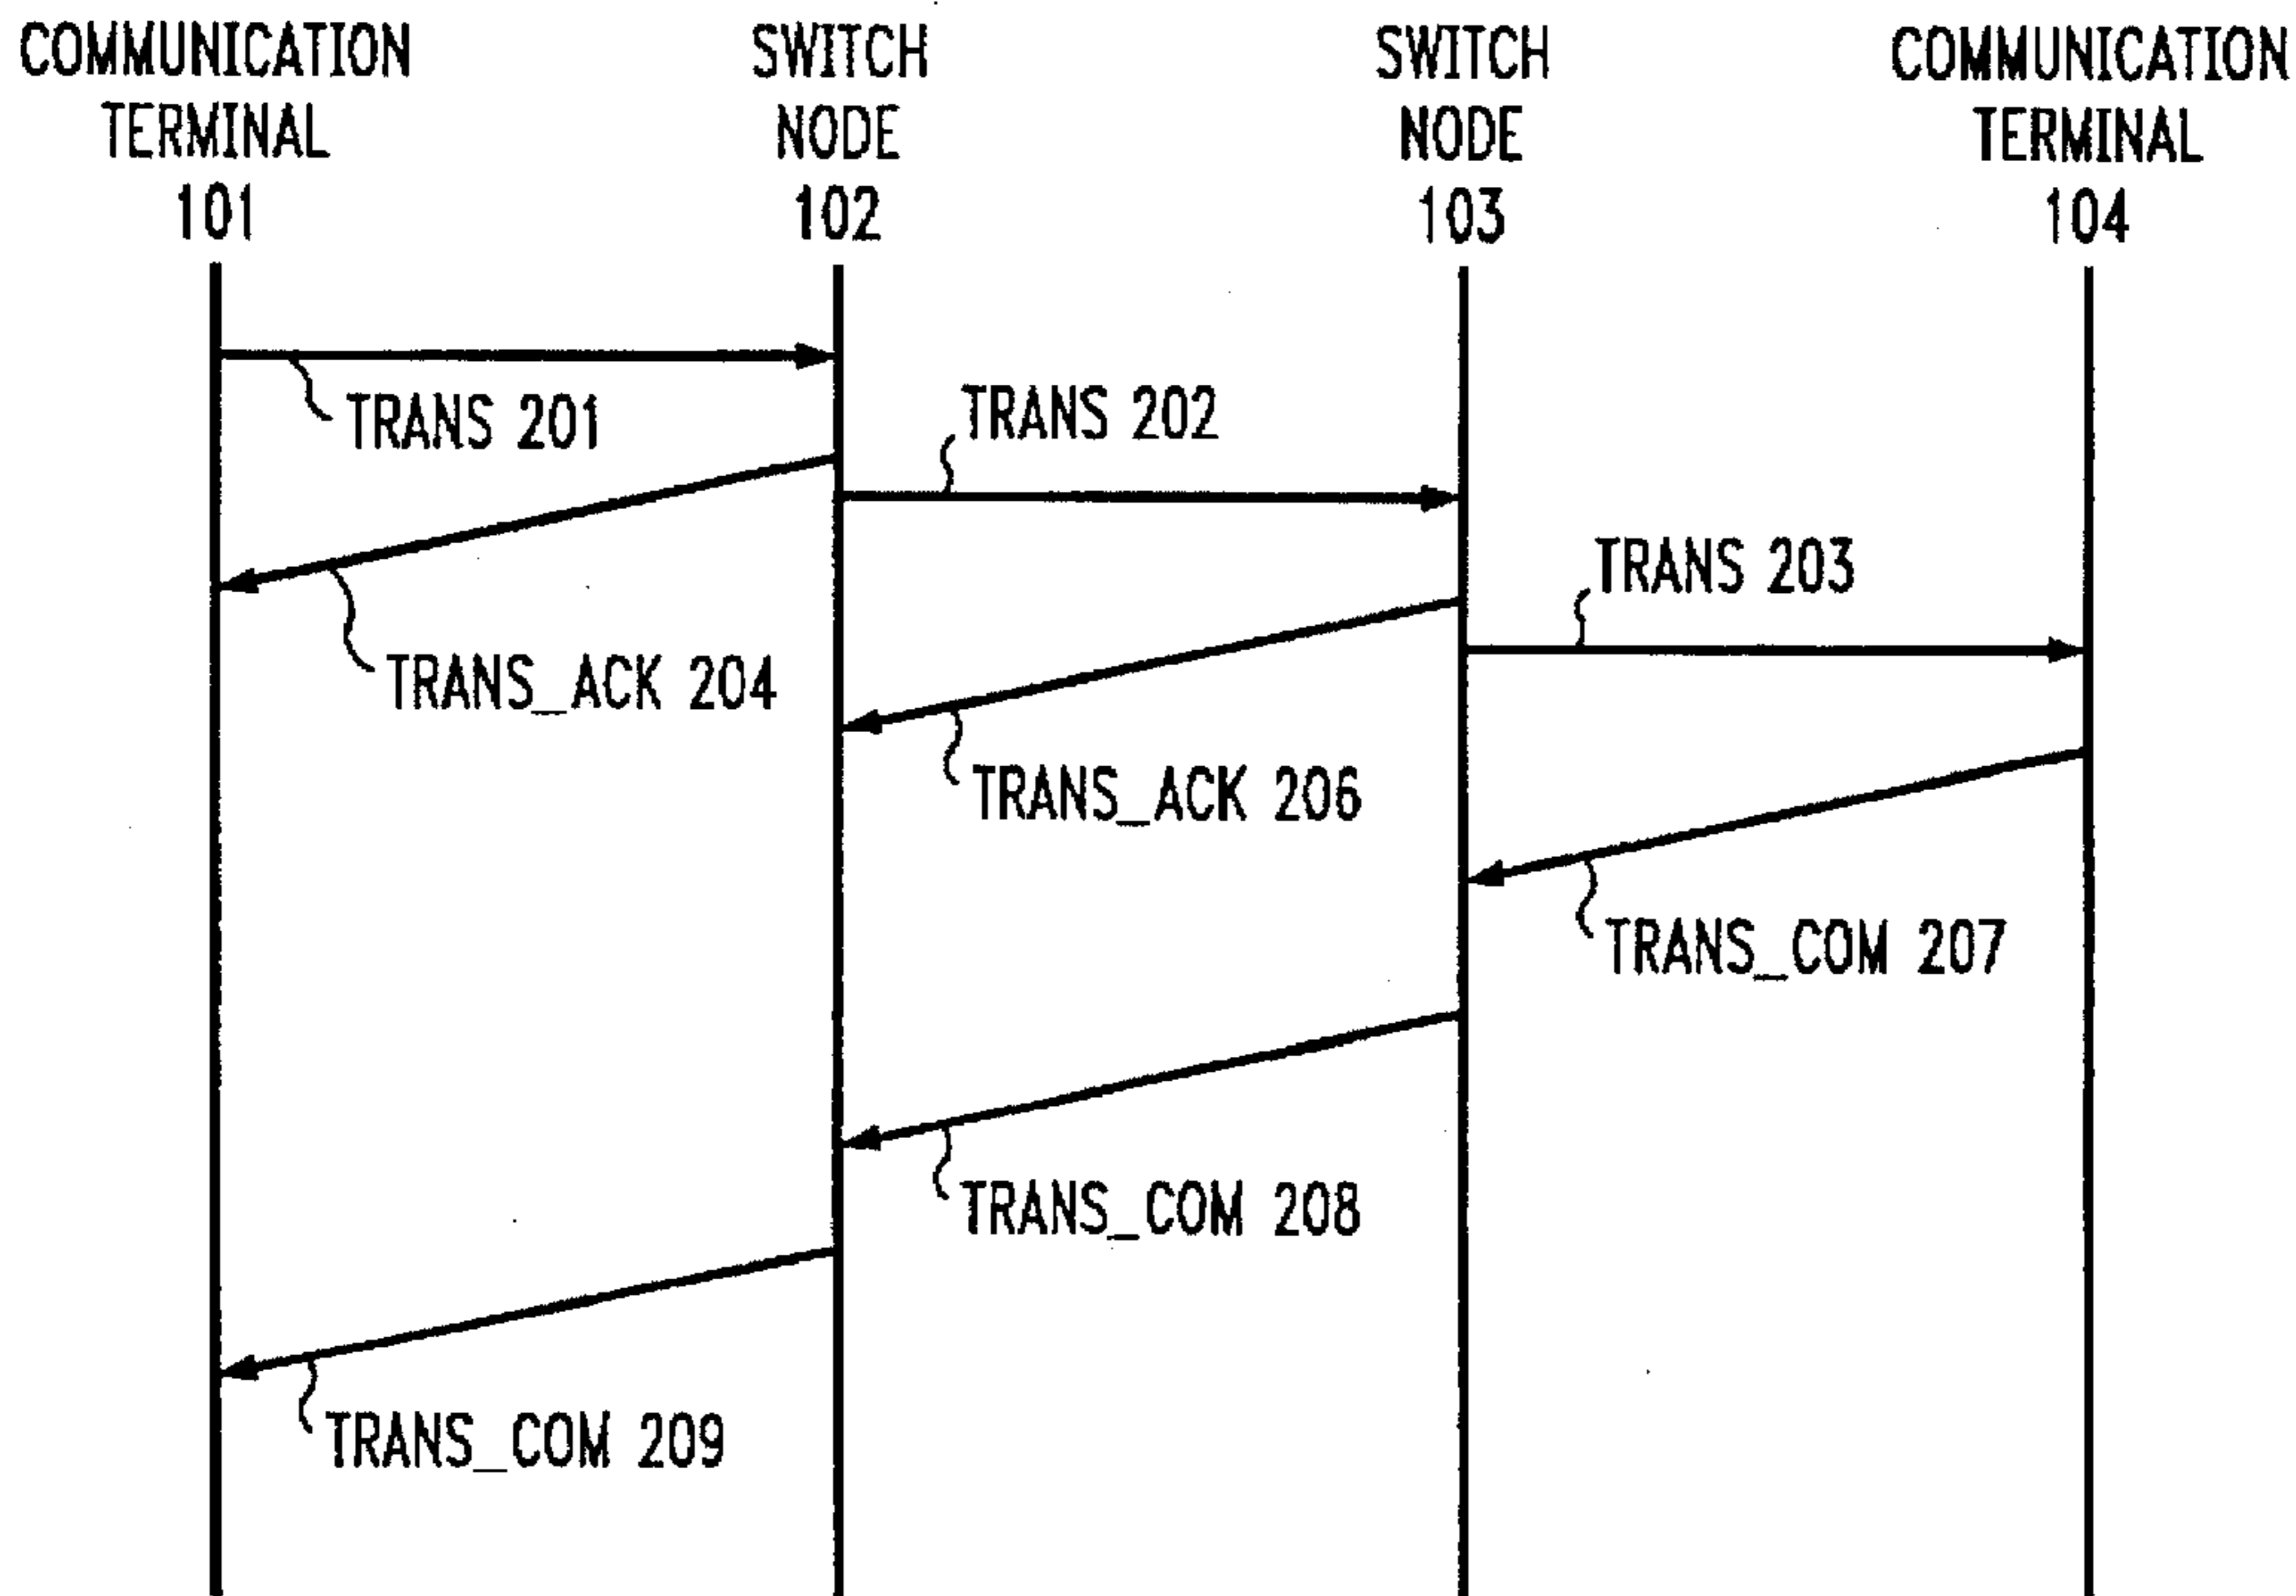 COMMUNICATION
TERMINAL
101
SWITCH
NODE
102
SWITCH
NODE
103
COMMUNICATION
TERMINAL
104
TRANS 201
TRANS 202
TRANS 203
TRANS_ACK 204
TRANS_ACK 206
TRANS_COM 207
TRANS_COM 208
TRANS_COM 209